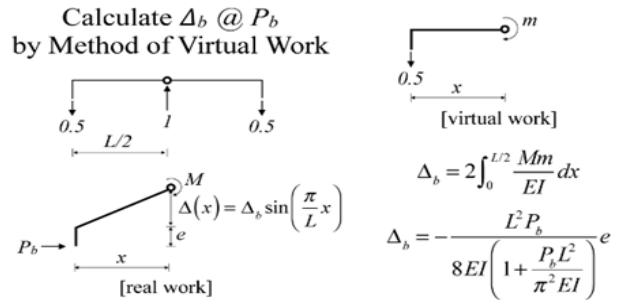 Calculate Δb @ Pb
by Method of Virtual Work
0.5
1
0.5
L/2
M
Δ(x) = Δb sin(π/L x)
e
Pb
x
[real work]
m
0.5
x
[virtual work]
Δb = 2∫₀^{L/2} Mm/EI dx
Δb = − L²Pb / 8EI(1 + PbL²/π²EI) e